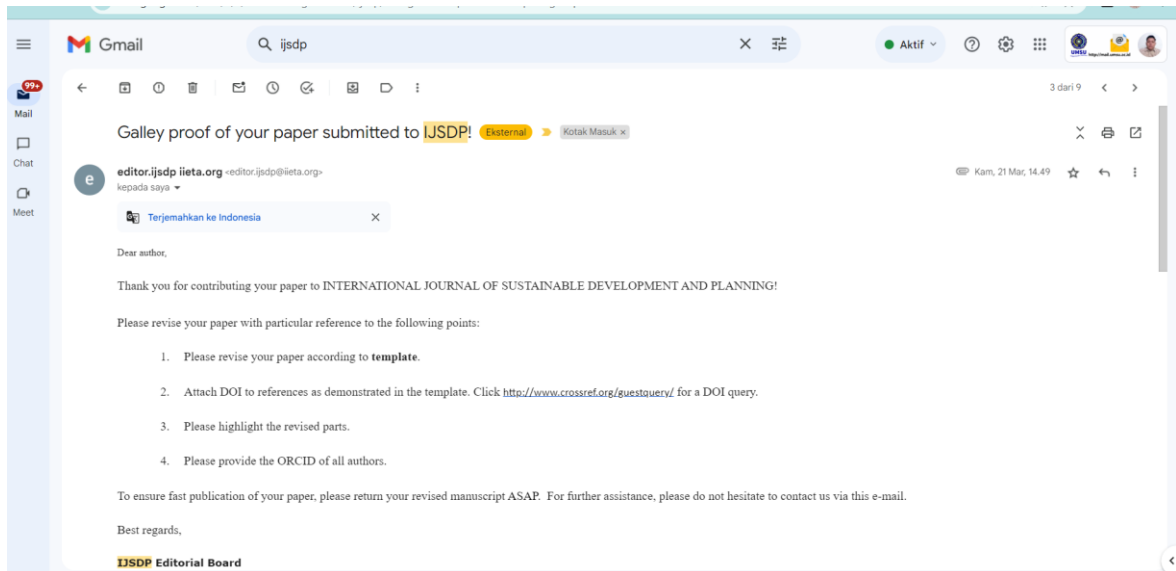 Gmail
ijsdp
Aktif
UMSU
99+
Mail
Chat
Meet
3 dari 9
Galley proof of your paper submitted to IJSDP! Eksternal Kotak Masuk ×
e
editor.ijsdp iieta.org <editor.ijsdp@iieta.org>
Kam, 21 Mar, 14.49
kepada saya
Terjemahkan ke Indonesia
Dear author,
Thank you for contributing your paper to INTERNATIONAL JOURNAL OF SUSTAINABLE DEVELOPMENT AND PLANNING!
Please revise your paper with particular reference to the following points:
1. Please revise your paper according to template.
2. Attach DOI to references as demonstrated in the template. Click http://www.crossref.org/guestquery/ for a DOI query.
3. Please highlight the revised parts.
4. Please provide the ORCID of all authors.
To ensure fast publication of your paper, please return your revised manuscript ASAP. For further assistance, please do not hesitate to contact us via this e-mail.
Best regards,
IJSDP Editorial Board